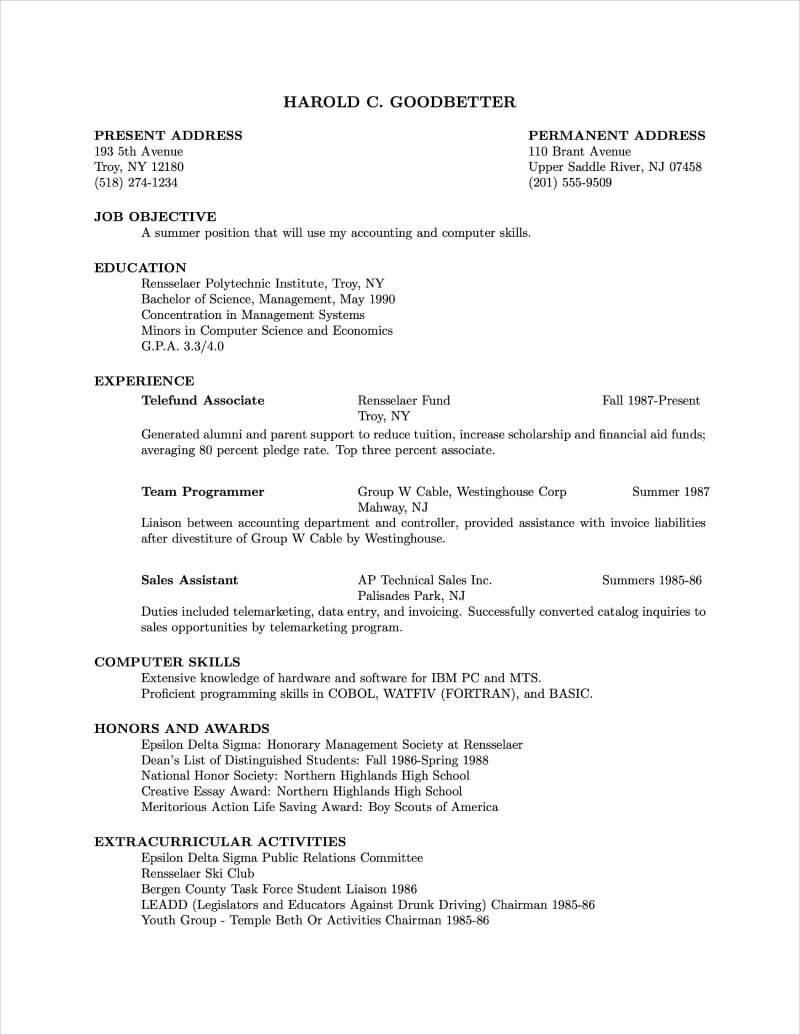 HAROLD C. GOODBETTER
PRESENT ADDRESS
193 5th Avenue
Troy, NY 12180
(518) 274-1234
PERMANENT ADDRESS
110 Brant Avenue
Upper Saddle River, NJ 07458
(201) 555-9509
JOB OBJECTIVE
A summer position that will use my accounting and computer skills.
EDUCATION
Rensselaer Polytechnic Institute, Troy, NY
Bachelor of Science, Management, May 1990
Concentration in Management Systems
Minors in Computer Science and Economics
G.P.A. 3.3/4.0
EXPERIENCE
Telefund Associate Rensselaer Fund Fall 1987-Present
Troy, NY
Generated alumni and parent support to reduce tuition, increase scholarship and financial aid funds;
averaging 80 percent pledge rate. Top three percent associate.
Team Programmer Group W Cable, Westinghouse Corp Summer 1987
Mahway, NJ
Liaison between accounting department and controller, provided assistance with invoice liabilities
after divestiture of Group W Cable by Westinghouse.
Sales Assistant AP Technical Sales Inc. Summers 1985-86
Palisades Park, NJ
Duties included telemarketing, data entry, and invoicing. Successfully converted catalog inquiries to
sales opportunities by telemarketing program.
COMPUTER SKILLS
Extensive knowledge of hardware and software for IBM PC and MTS.
Proficient programming skills in COBOL, WATFIV (FORTRAN), and BASIC.
HONORS AND AWARDS
Epsilon Delta Sigma: Honorary Management Society at Rensselaer
Dean's List of Distinguished Students: Fall 1986-Spring 1988
National Honor Society: Northern Highlands High School
Creative Essay Award: Northern Highlands High School
Meritorious Action Life Saving Award: Boy Scouts of America
EXTRACURRICULAR ACTIVITIES
Epsilon Delta Sigma Public Relations Committee
Rensselaer Ski Club
Bergen County Task Force Student Liaison 1986
LEADD (Legislators and Educators Against Drunk Driving) Chairman 1985-86
Youth Group - Temple Beth Or Activities Chairman 1985-86